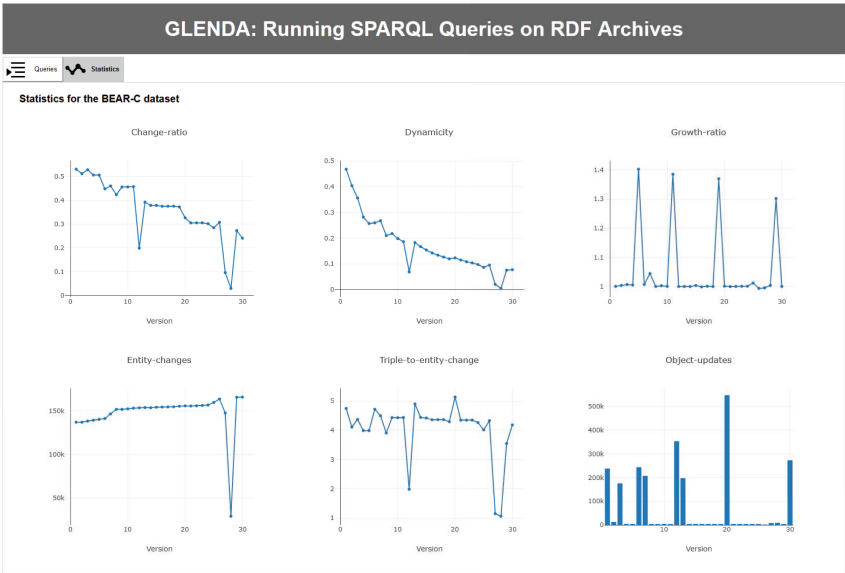 GLENDA: Running SPARQL Queries on RDF Archives
Queries Statistics
Statistics for the BEAR-C dataset
Change-ratio
0.5
0.4
0.3
0.2
0.1
0
0 10 20 30
Version
Dynamicity
0.5
0.4
0.3
0.2
0.1
0
0 10 20 30
Version
Growth-ratio
1.4
1.3
1.2
1.1
1
0 10 20 30
Version
Entity-changes
150k
100k
50k
0 10 20 30
Version
Triple-to-entity-change
5
4
3
2
1
0 10 20 30
Version
Object-updates
500k
400k
300k
200k
100k
0
10 20 30
Version